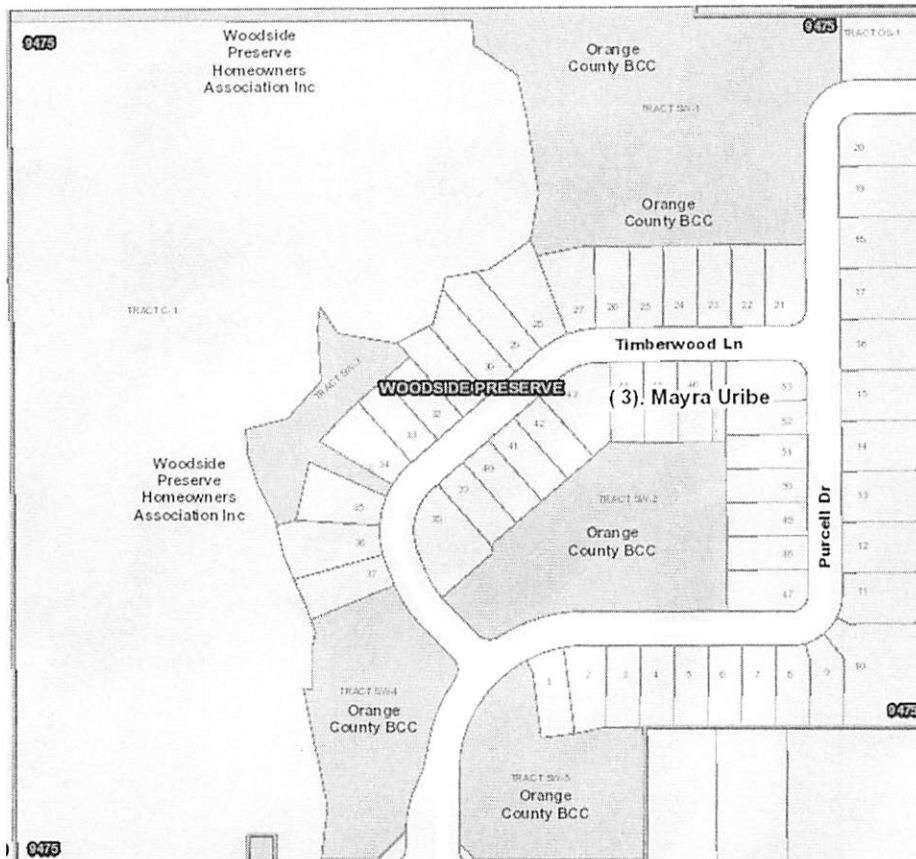 0475
Woodside
Preserve
Homeowners
Association Inc
Orange
County BCC
0475
TRACT OS-1
TRACT SW-1
20
19
Orange
County BCC
18
17
TRACT C-1
27
26
25
24
23
22
21
28
29
Timberwood Ln
16
30
WOODSIDE PRESERVE
43
53
15
( 3). Mayra Uribe
32
33
42
52
14
41
51
34
40
50
13
39
TRACT SW-2
Woodside
Preserve
Homeowners
Association Inc
35
38
Orange
County BCC
49
Purcell Dr
36
48
12
37
47
11
10
1
2
3
4
5
6
7
8
9
TRACT SW-4
Orange
County BCC
0475
TRACT SW-5
Orange
County BCC
0475